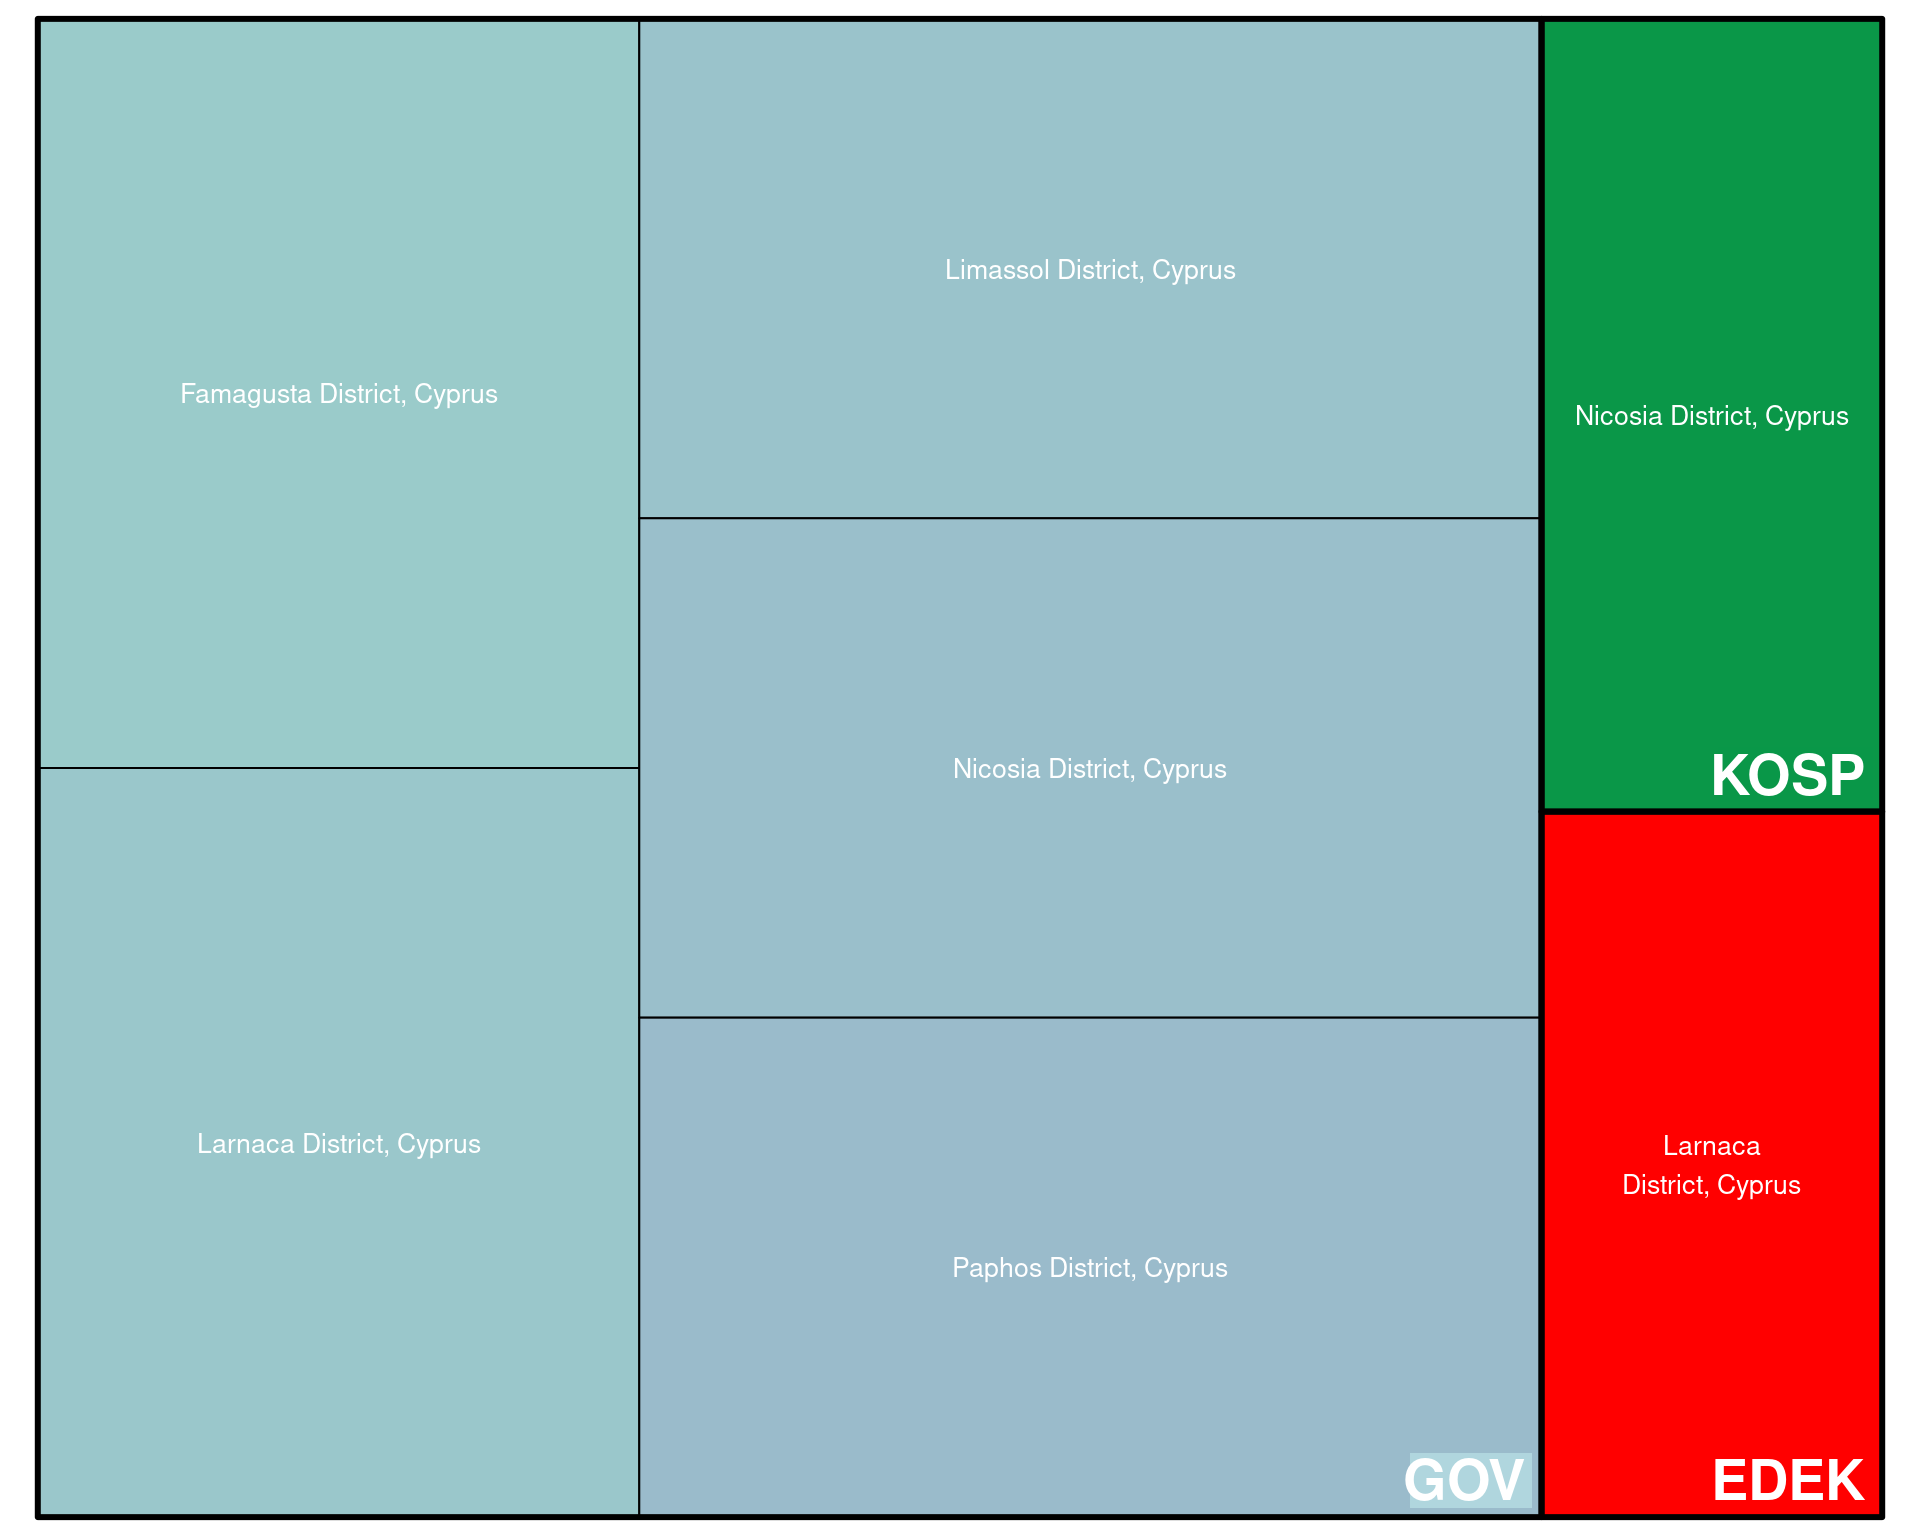 Famagusta District, Cyprus
Larnaca District, Cyprus
Limassol District, Cyprus
Nicosia District, Cyprus
Paphos District, Cyprus
GOV
Nicosia District, Cyprus
KOSP
Larnaca
District, Cyprus
EDEK